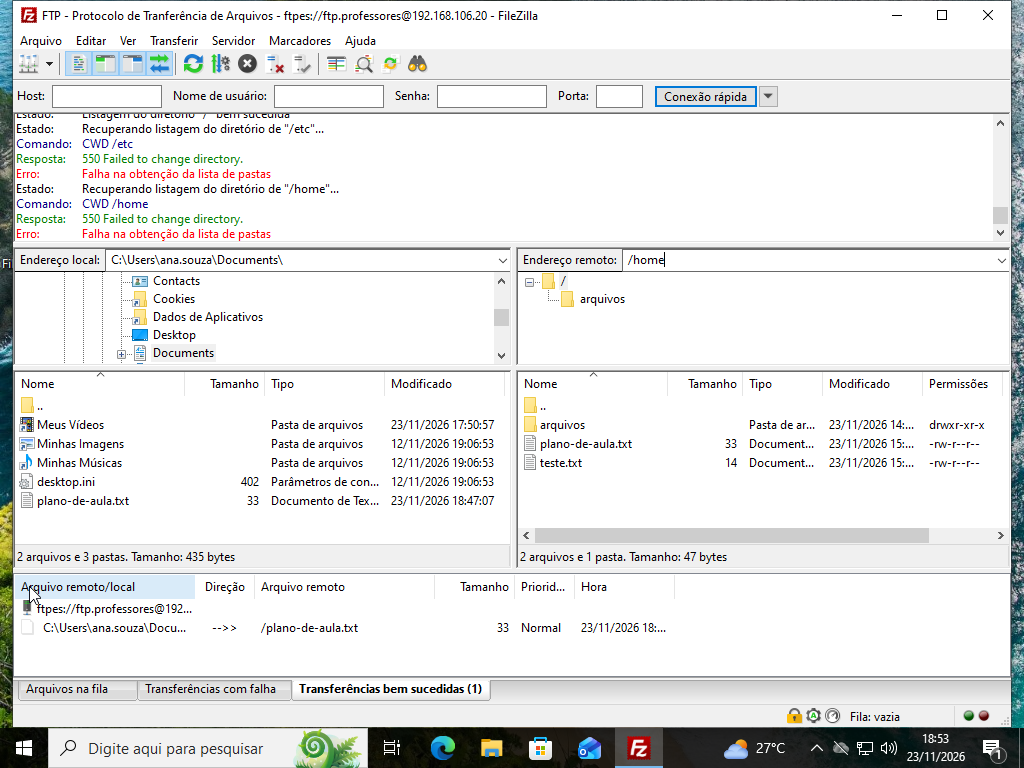 FTP - Protocolo de Tranferência de Arquivos - ftpes://ftp.professores@192.168.106.20 - FileZilla
Arquivo Editar Ver Transferir Servidor Marcadores Ajuda
Host: Nome de usuário: Senha: Porta: Conexão rápida
Estado: Listagem do diretório "/" bem sucedida
Estado: Recuperando listagem do diretório de "/etc"...
Comando: CWD /etc
Resposta: 550 Failed to change directory.
Erro: Falha na obtenção da lista de pastas
Estado: Recuperando listagem do diretório de "/home"...
Comando: CWD /home
Resposta: 550 Failed to change directory.
Erro: Falha na obtenção da lista de pastas
Endereço local: C:\Users\ana.souza\Documents\
Contacts
Cookies
Dados de Aplicativos
Desktop
Documents
Endereço remoto: /home
/
arquivos
Nome Tamanho Tipo Modificado
..
Meus Vídeos Pasta de arquivos 23/11/2026 17:50:57
Minhas Imagens Pasta de arquivos 12/11/2026 19:06:53
Minhas Músicas Pasta de arquivos 12/11/2026 19:06:53
desktop.ini 402 Parâmetros de con... 12/11/2026 19:06:53
plano-de-aula.txt 33 Documento de Tex... 23/11/2026 18:47:07
2 arquivos e 3 pastas. Tamanho: 435 bytes
Nome Tamanho Tipo Modificado Permissões
..
arquivos Pasta de ar... 23/11/2026 14:... drwxr-xr-x
plano-de-aula.txt 33 Document... 23/11/2026 15:... -rw-r--r--
teste.txt 14 Document... 23/11/2026 15:... -rw-r--r--
2 arquivos e 1 pasta. Tamanho: 47 bytes
Arquivo remoto/local Direção Arquivo remoto Tamanho Priorid... Hora
ftpes://ftp.professores@192...
C:\Users\ana.souza\Docu... -->> /plano-de-aula.txt 33 Normal 23/11/2026 18:...
Arquivos na fila Transferências com falha Transferências bem sucedidas (1)
Fila: vazia
Digite aqui para pesquisar
27°C
18:53
23/11/2026
1